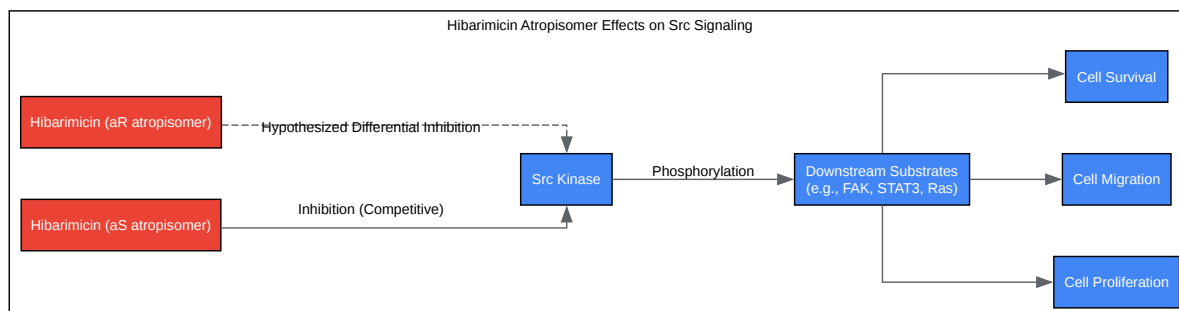 Hibarimicin Atropisomer Effects on Src Signaling
Cell Survival
Hibarimicin (aR atropisomer)
Hypothesized Differential Inhibition
Src Kinase
Phosphorylation
Downstream Substrates
(e.g., FAK, STAT3, Ras)
Cell Migration
Inhibition (Competitive)
Hibarimicin (aS atropisomer)
Cell Proliferation